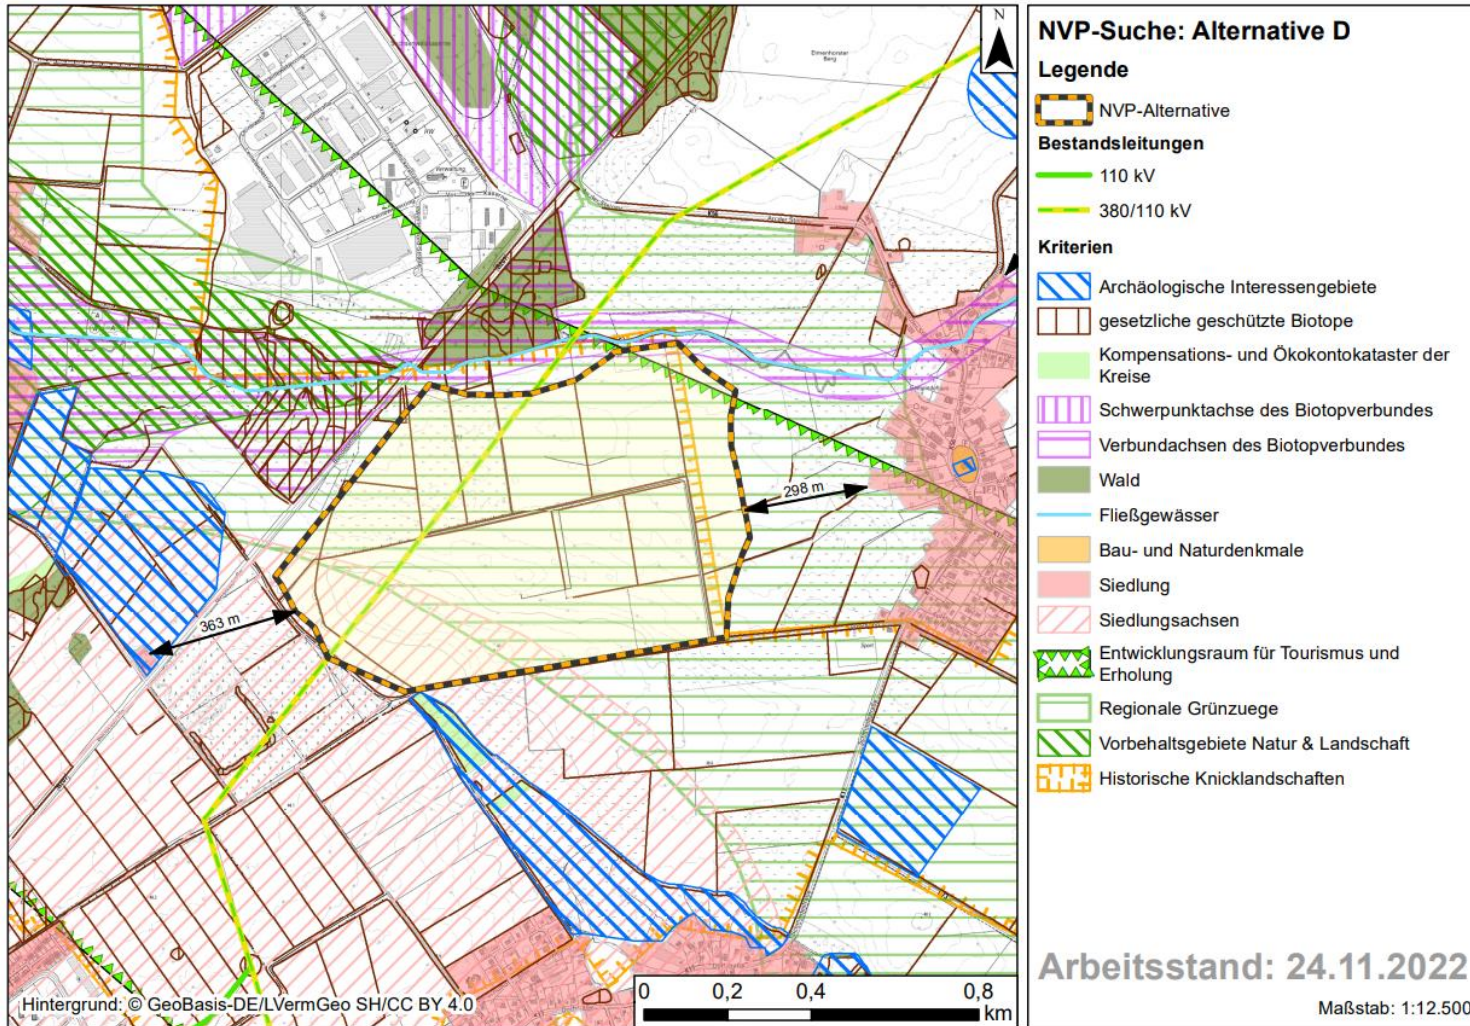 N
Elmenhorster
Berg
Verwaltung
298 m
363 m
Hintergrund: © GeoBasis-DE/LVermGeo SH/CC BY 4.0
0 0,2 0,4 0,8
km
NVP-Suche: Alternative D
Legende
NVP-Alternative
Bestandsleitungen
110 kV
380/110 kV
Kriterien
Archäologische Interessengebiete
gesetzliche geschützte Biotope
Kompensations- und Ökokontokataster der
Kreise
Schwerpunktachse des Biotopverbundes
Verbundachsen des Biotopverbundes
Wald
Fließgewässer
Bau- und Naturdenkmale
Siedlung
Siedlungsachsen
Entwicklungsraum für Tourismus und
Erholung
Regionale Grünzuege
Vorbehaltsgebiete Natur & Landschaft
Historische Knicklandschaften
Arbeitsstand: 24.11.2022
Maßstab: 1:12.500